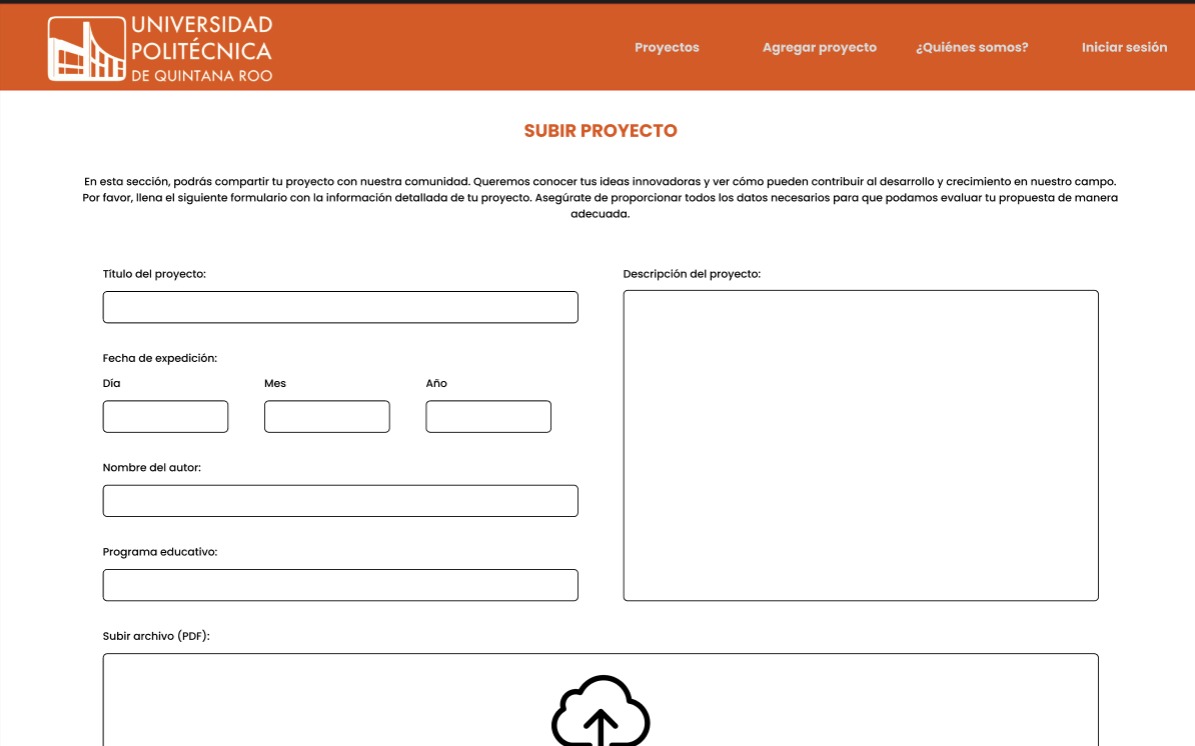 UNIVERSIDAD
POLITÉCNICA
DE QUINTANA ROO
Proyectos
Agregar proyecto
¿Quiénes somos?
Iniciar sesión
SUBIR PROYECTO
En esta sección, podrás compartir tu proyecto con nuestra comunidad. Queremos conocer tus ideas innovadoras y ver cómo pueden contribuir al desarrollo y crecimiento en nuestro campo.
Por favor, llena el siguiente formulario con la información detallada de tu proyecto. Asegúrate de proporcionar todos los datos necesarios para que podamos evaluar tu propuesta de manera
adecuada.
Título del proyecto:
Fecha de expedición:
Día
Mes
Año
Nombre del autor:
Programa educativo:
Descripción del proyecto:
Subir archivo (PDF):